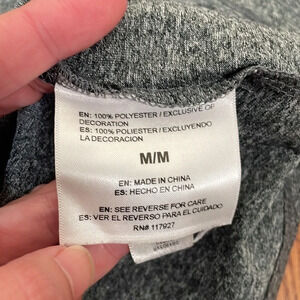 EN: 100% POLYESTER / EXCLUSIVE OF
DECORATION
ES: 100% POLIESTER / EXCLUYENDO
LA DECORACION
M/M
EN: MADE IN CHINA
ES: HECHO EN CHINA
EN: SEE REVERSE FOR CARE
ES: VER EL REVERSO PARA EL CUIDADO
RN# 117927